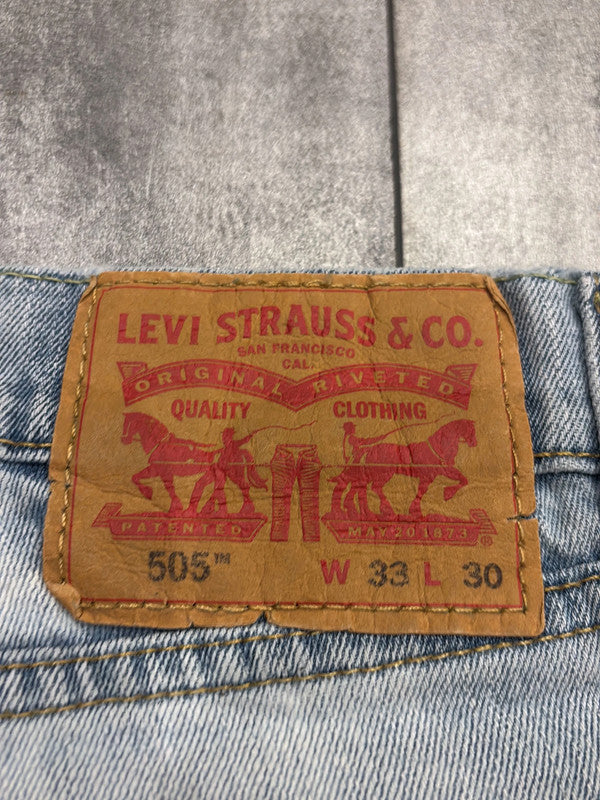 LEVI STRAUSS & CO.
SAN FRANCISCO
CAL.
ORIGINAL RIVETED
QUALITY CLOTHING
PATENTED MAY 20 1873 ®
505™ W 33 L 30